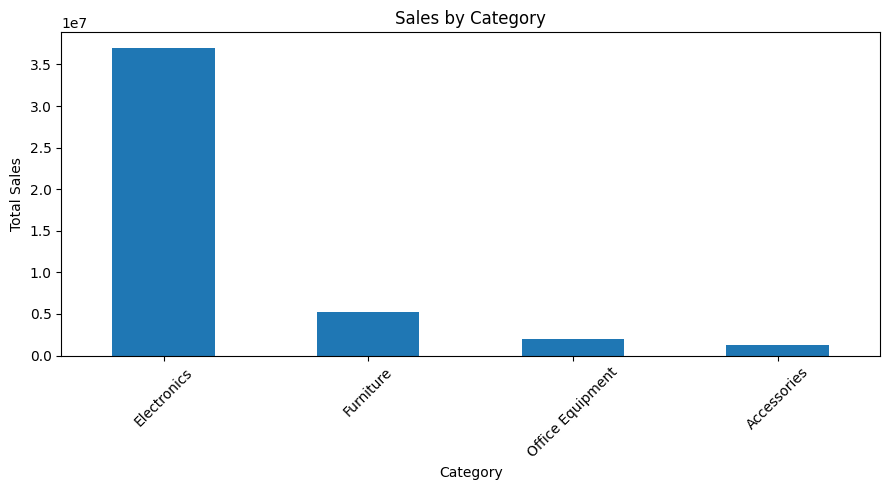 Sales by Category
1e7
Total Sales
3.5
3.0
2.5
2.0
1.5
1.0
0.5
0.0
Electronics
Furniture
Office Equipment
Accessories
Category